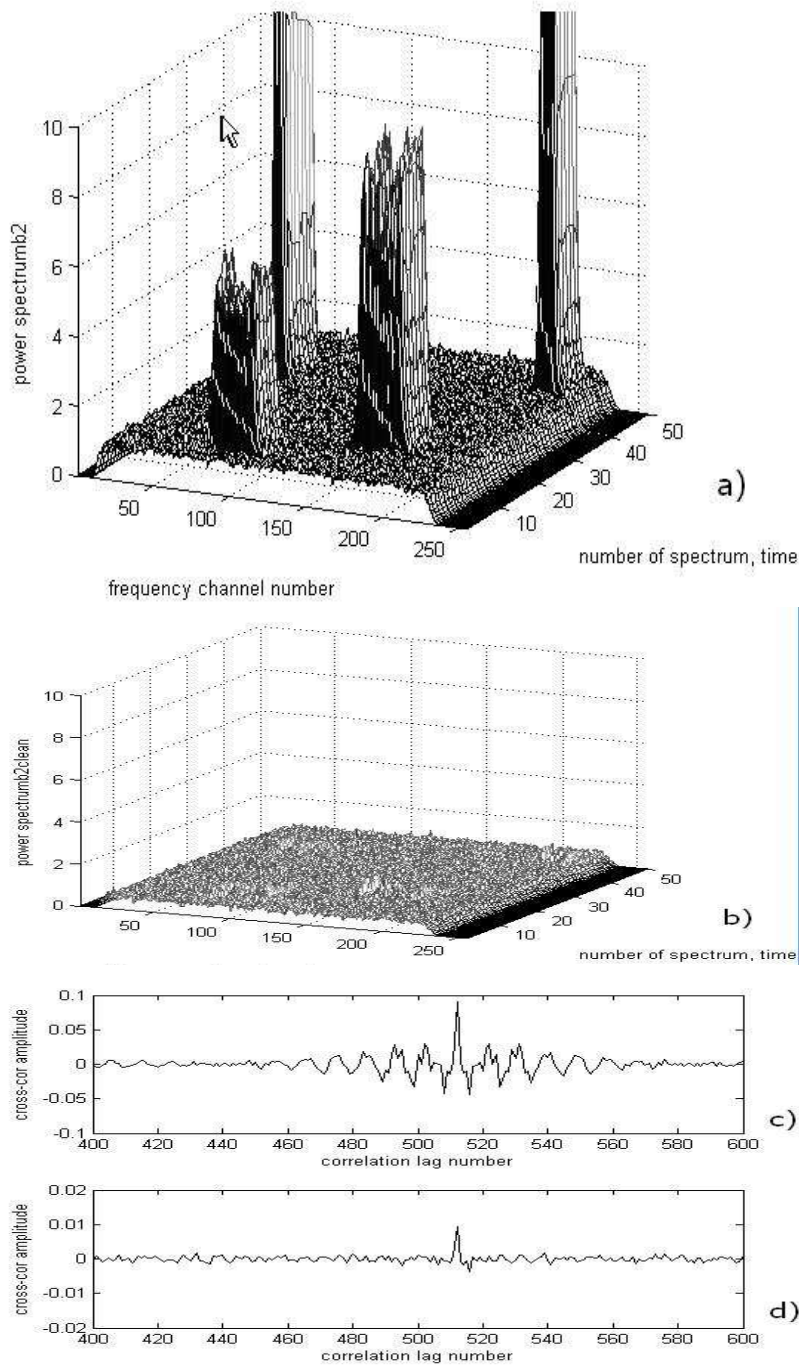 10
8
6
4
2
0
power spectrumb2
50
100
150
200
250
10
20
30
40
50
frequency channel number
number of spectrum, time
a)
10
8
6
4
2
0
power spectrumb2clean
50
100
150
200
250
10
20
30
40
50
number of spectrum, time
b)
0.1
0.05
0
-0.05
-0.1
cross-cor amplitude
400 420 440 460 480 500 520 540 560 580 600
correlation lag number
c)
0.02
0.01
0
-0.01
-0.02
cross-cor amplitude
400 420 440 460 480 500 520 540 560 580 600
correlation lag number
d)